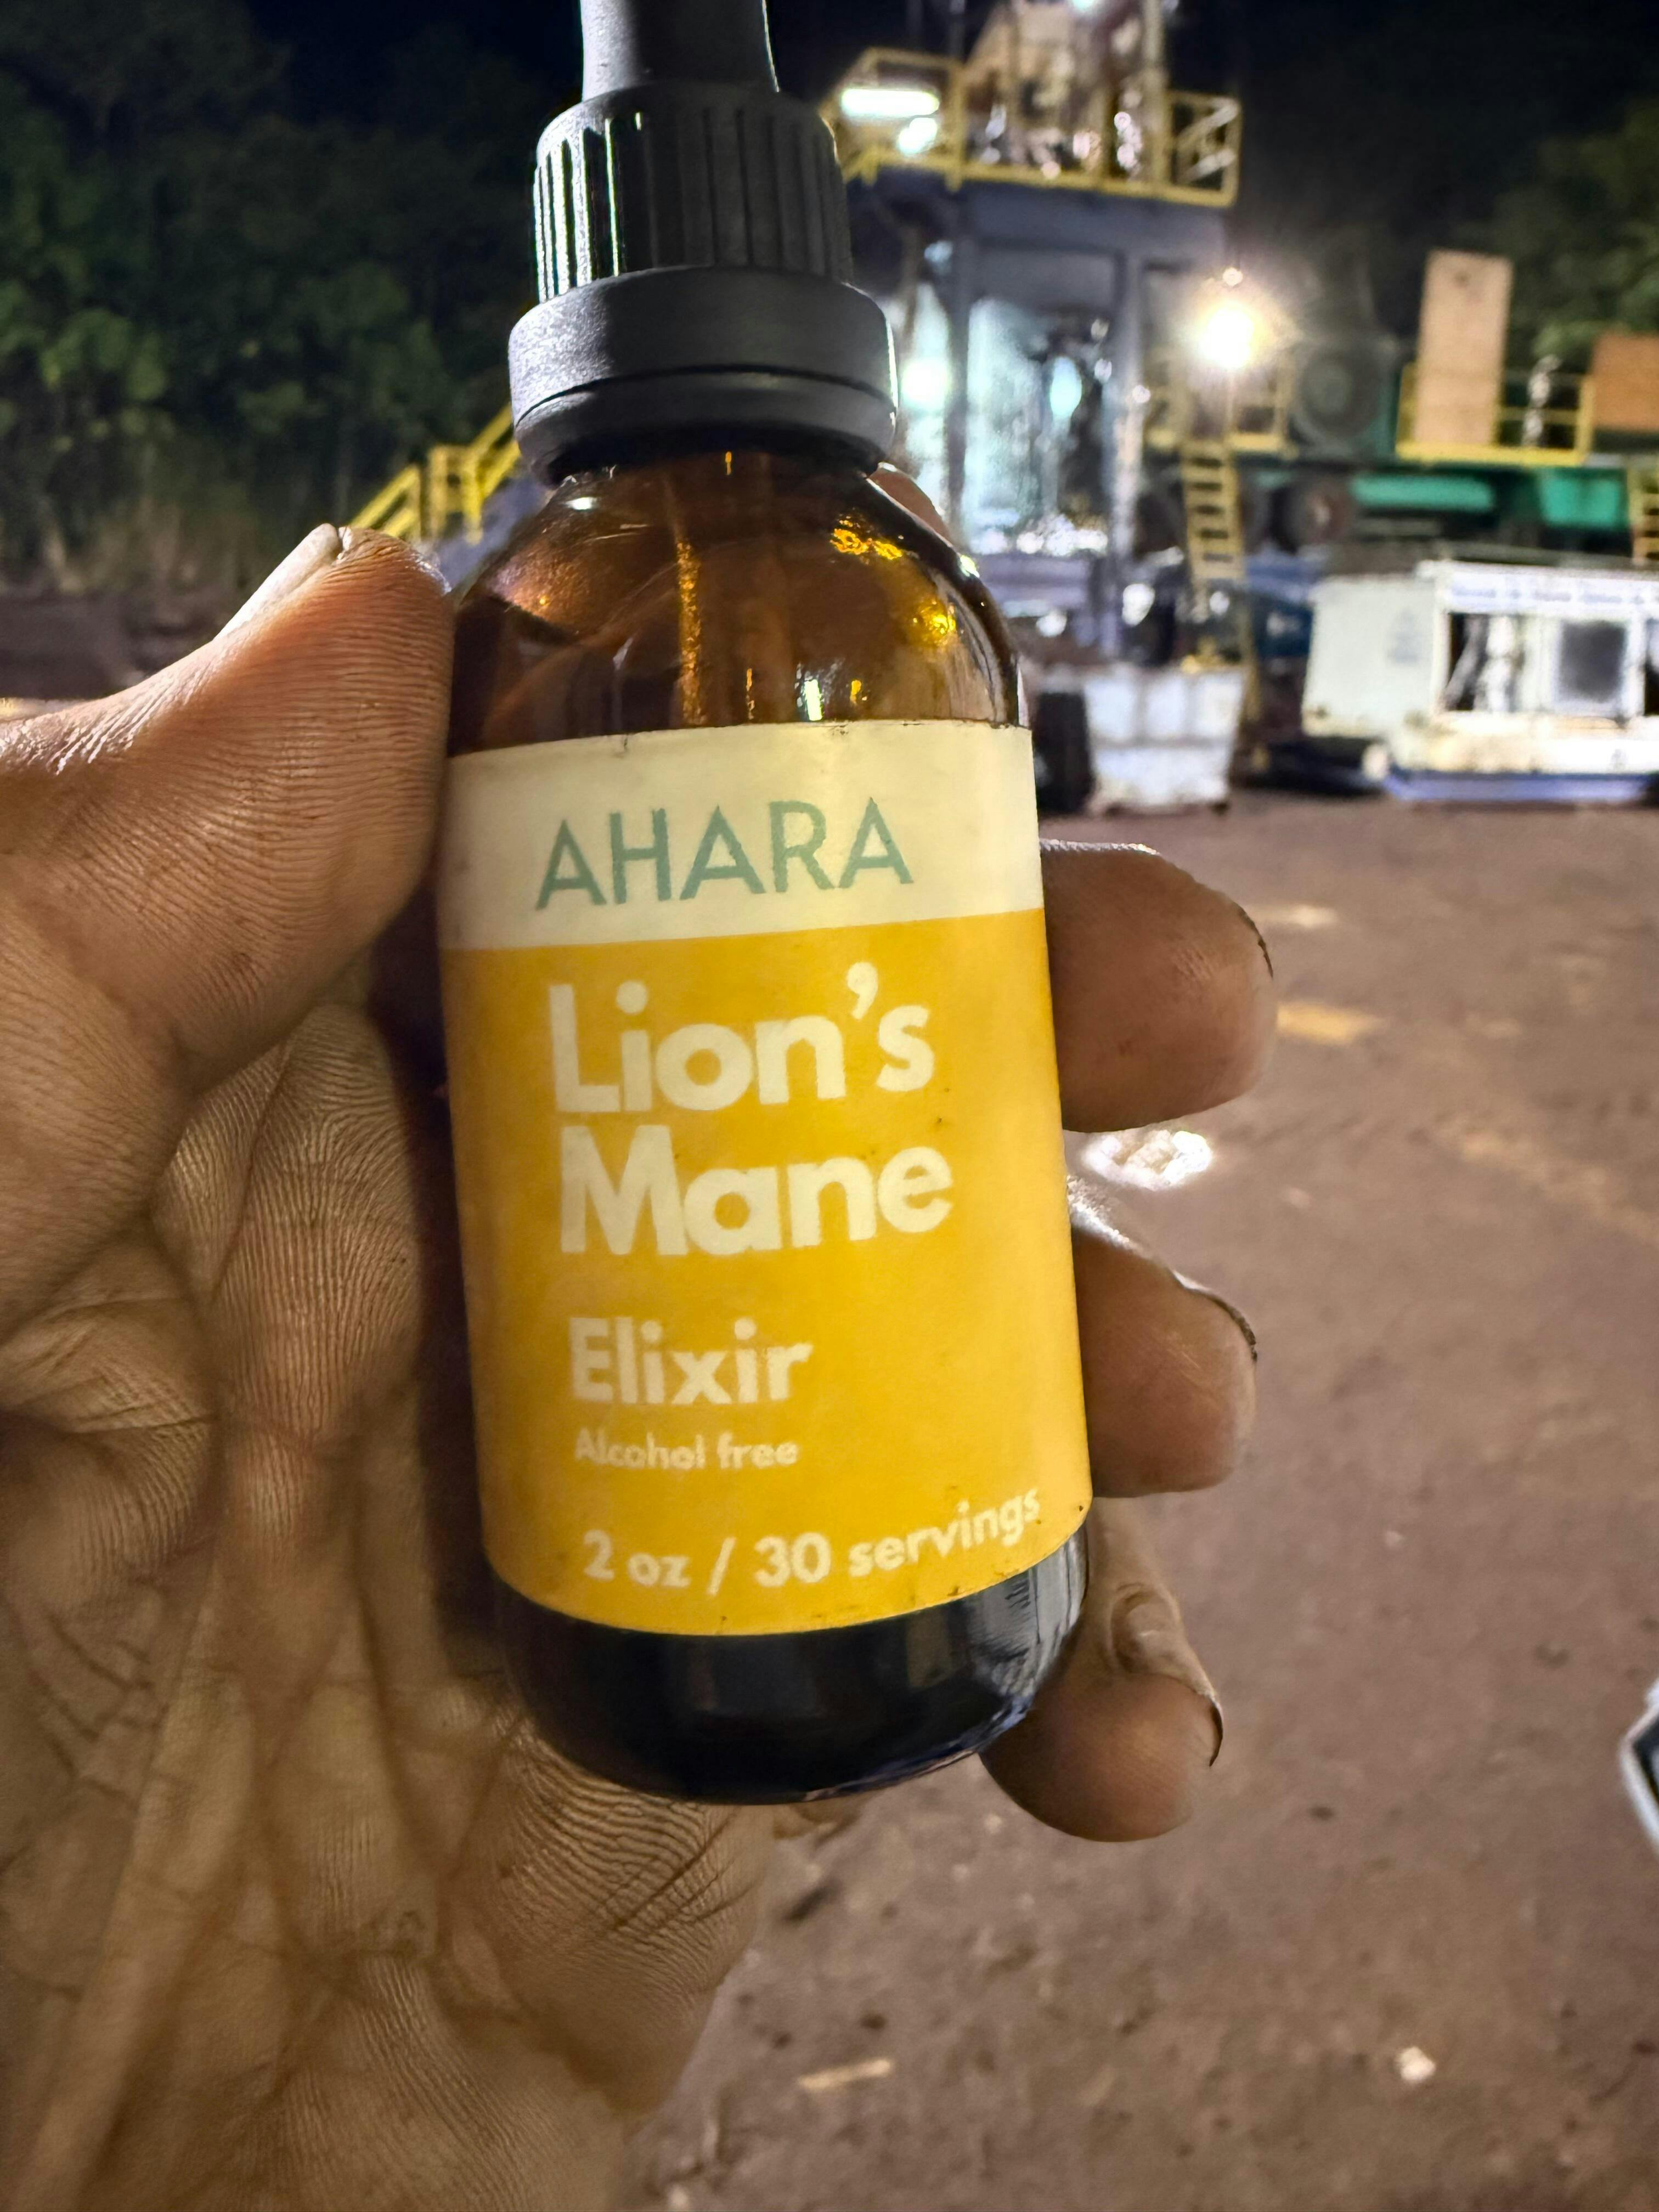 AHARA
Lion's
Mane
Elixir
Alcohol free
2 oz / 30 servings